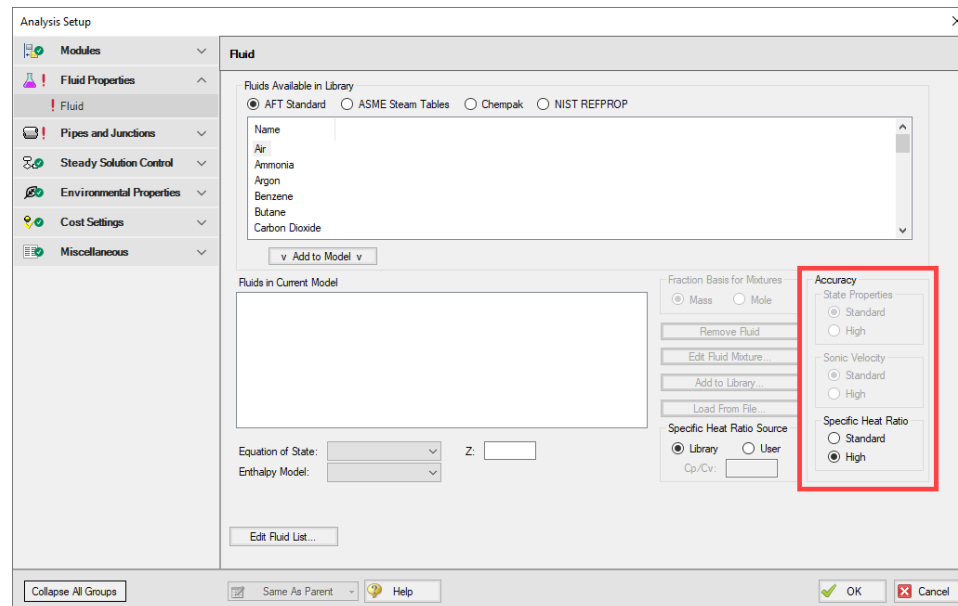 Analysis Setup
Modules
Fluid Properties
Fluid
Pipes and Junctions
Steady Solution Control
Environmental Properties
Cost Settings
Miscellaneous
Collapse All Groups
Fluid
Fluids Available in Library
AFT Standard ASME Steam Tables Chempak NIST REFPROP
Name
Air
Ammonia
Argon
Benzene
Butane
Carbon Dioxide
v Add to Model v
Fluids in Current Model
Equation of State: Z:
Enthalpy Model:
Edit Fluid List...
Fraction Basis for Mixtures
Mass Mole
Remove Fluid
Edit Fluid Mixture...
Add to Library...
Load From File...
Specific Heat Ratio Source
Library User
Cp/Cv:
Accuracy
State Properties
Standard
High
Sonic Velocity
Standard
High
Specific Heat Ratio
Standard
High
Same As Parent Help OK Cancel